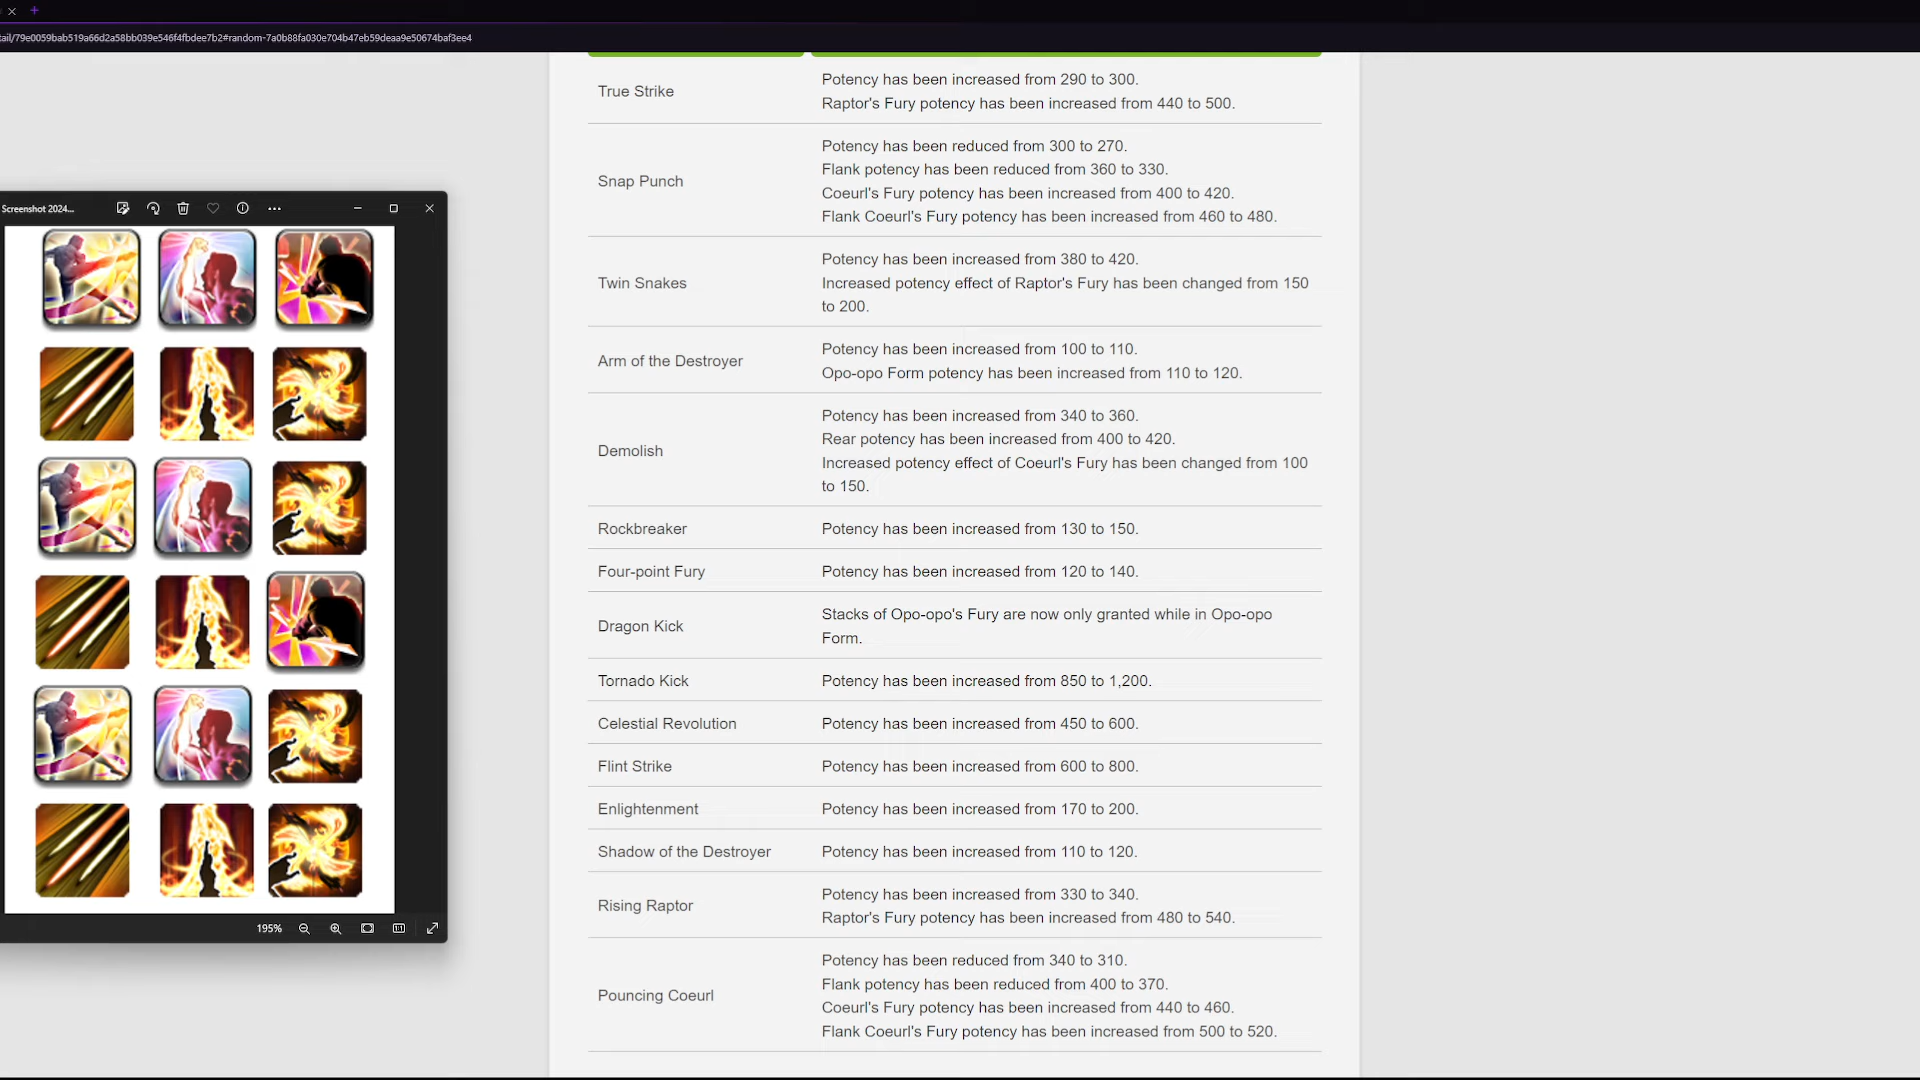 tail/79e0059bab519a66d2a58bb039e546f4fbdee7b2#random-7a0b88fa030e704b47eb59deaa9e50674baf3ee4
Screenshot 2024...
195%
True Strike
Potency has been increased from 290 to 300.
Raptor's Fury potency has been increased from 440 to 500.
Snap Punch
Potency has been reduced from 300 to 270.
Flank potency has been reduced from 360 to 330.
Coeurl's Fury potency has been increased from 400 to 420.
Flank Coeurl's Fury potency has been increased from 460 to 480.
Twin Snakes
Potency has been increased from 380 to 420.
Increased potency effect of Raptor's Fury has been changed from 150
to 200.
Arm of the Destroyer
Potency has been increased from 100 to 110.
Opo-opo Form potency has been increased from 110 to 120.
Demolish
Potency has been increased from 340 to 360.
Rear potency has been increased from 400 to 420.
Increased potency effect of Coeurl's Fury has been changed from 100
to 150.
Rockbreaker
Potency has been increased from 130 to 150.
Four-point Fury
Potency has been increased from 120 to 140.
Dragon Kick
Stacks of Opo-opo's Fury are now only granted while in Opo-opo
Form.
Tornado Kick
Potency has been increased from 850 to 1,200.
Celestial Revolution
Potency has been increased from 450 to 600.
Flint Strike
Potency has been increased from 600 to 800.
Enlightenment
Potency has been increased from 170 to 200.
Shadow of the Destroyer
Potency has been increased from 110 to 120.
Rising Raptor
Potency has been increased from 330 to 340.
Raptor's Fury potency has been increased from 480 to 540.
Pouncing Coeurl
Potency has been reduced from 340 to 310.
Flank potency has been reduced from 400 to 370.
Coeurl's Fury potency has been increased from 440 to 460.
Flank Coeurl's Fury potency has been increased from 500 to 520.